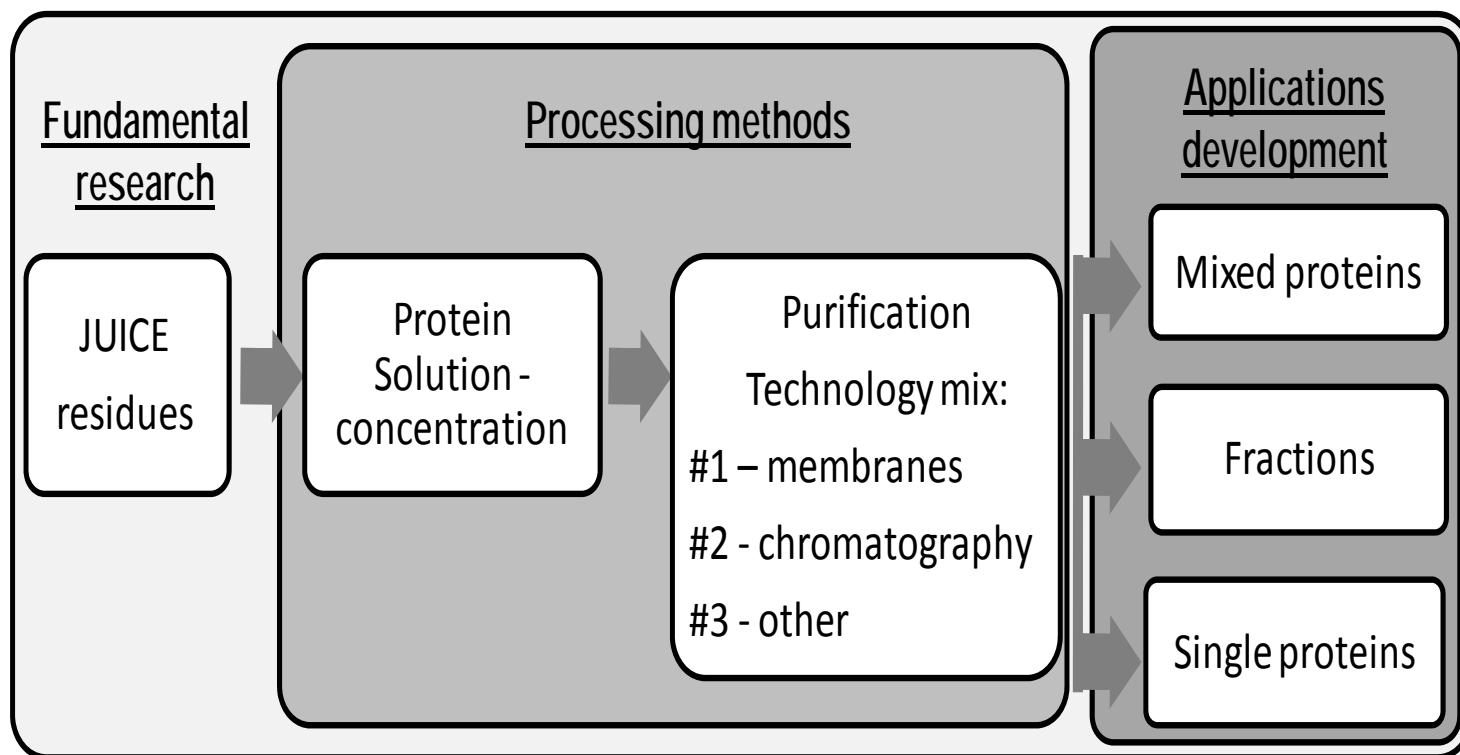 Fundamental
research
JUICE
residues
Processing methods
Protein
Solution -
concentration
Purification
Technology mix:
#1 – membranes
#2 - chromatography
#3 - other
Applications
development
Mixed proteins
Fractions
Single proteins